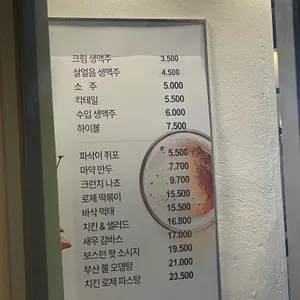 크림 생맥주 3.500
살얼음 생맥주 4.500
소 주 5.000
칵테일 5.500
수입 생맥주 6.000
하이볼 7.500
파삭이 쥐포 5.500
마약 만두 7.700
크런치 나쵸 9.700
로제 떡볶이 15.500
바삭 먹태 15.500
치킨 & 샐러드 16.800
새우 감바스 17.000
보스턴 핫 소시지 19.500
부산 불 오뎅탕 21.000
치킨 로제 파스탕 23.500